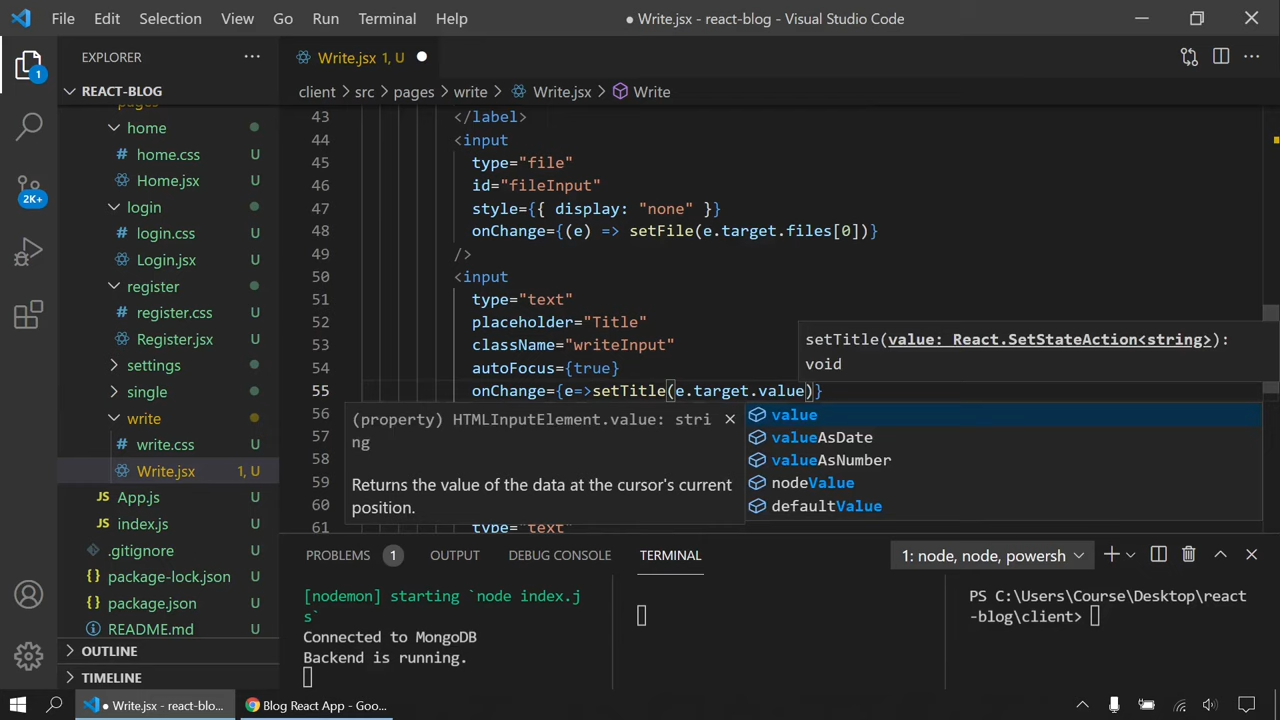 File Edit Selection View Go Run Terminal Help
● Write.jsx - react-blog - Visual Studio Code
EXPLORER
Write.jsx 1, U
1
REACT-BLOG
client > src > pages > write > Write.jsx > Write
pages
home
# home.css U
Home.jsx U
login
# login.css U
Login.jsx U
register
# register.css U
Register.jsx U
settings
single
write
# write.css U
Write.jsx 1, U
JS App.js U
JS index.js U
.gitignore U
{} package-lock.json U
{} package.json U
README.md U
OUTLINE
TIMELINE
2K+
43 </label>
44 <input
45 type="file"
46 id="fileInput"
47 style={{ display: "none" }}
48 onChange={(e) => setFile(e.target.files[0])}
49 />
50 <input
51 type="text"
52 placeholder="Title"
53 className="writeInput"
54 autoFocus={true}
55 onChange={e=>setTitle(e.target.value)}
56
57
58
59
60
61 type="text"
setTitle(value: React.SetStateAction<string>):
void
(property) HTMLInputElement.value: stri
ng
Returns the value of the data at the cursor's current
position.
value
valueAsDate
valueAsNumber
nodeValue
defaultValue
PROBLEMS 1 OUTPUT DEBUG CONSOLE TERMINAL
1: node, node, powersh
[nodemon] starting `node index.j
s`
Connected to MongoDB
Backend is running.
PS C:\Users\Course\Desktop\react
-blog\client>
● Write.jsx - react-blo...
Blog React App - Goo...